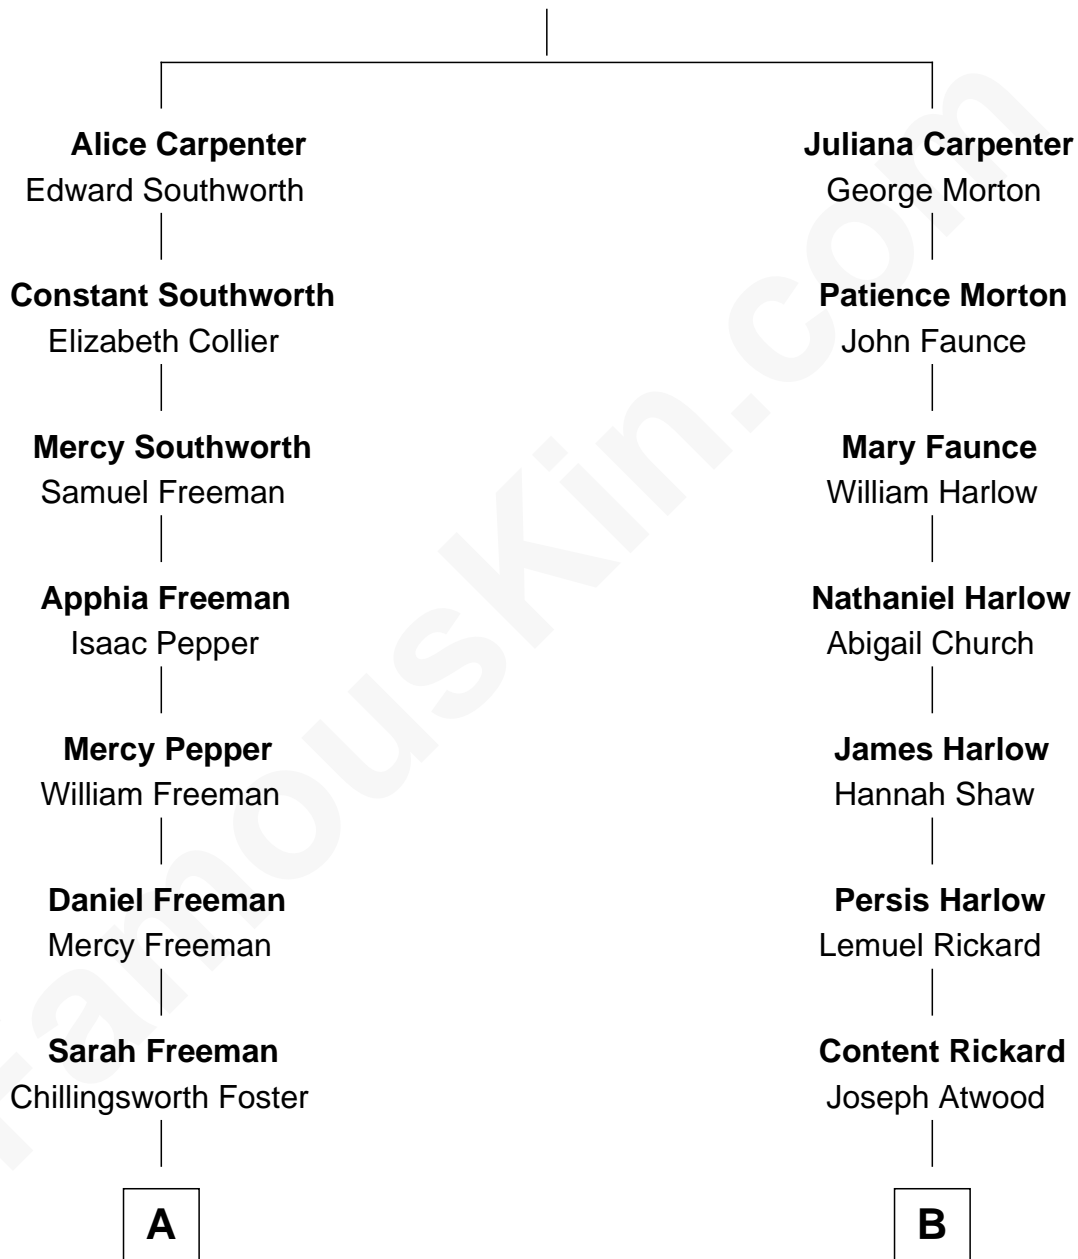 Alice Carpenter
Edward Southworth
Constant Southworth
Elizabeth Collier
Mercy Southworth
Samuel Freeman
Apphia Freeman
Isaac Pepper
Mercy Pepper
William Freeman
Daniel Freeman
Mercy Freeman
Sarah Freeman
Chillingsworth Foster
A
Juliana Carpenter
George Morton
Patience Morton
John Faunce
Mary Faunce
William Harlow
Nathaniel Harlow
Abigail Church
James Harlow
Hannah Shaw
Persis Harlow
Lemuel Rickard
Content Rickard
Joseph Atwood
B
FamousKin.com